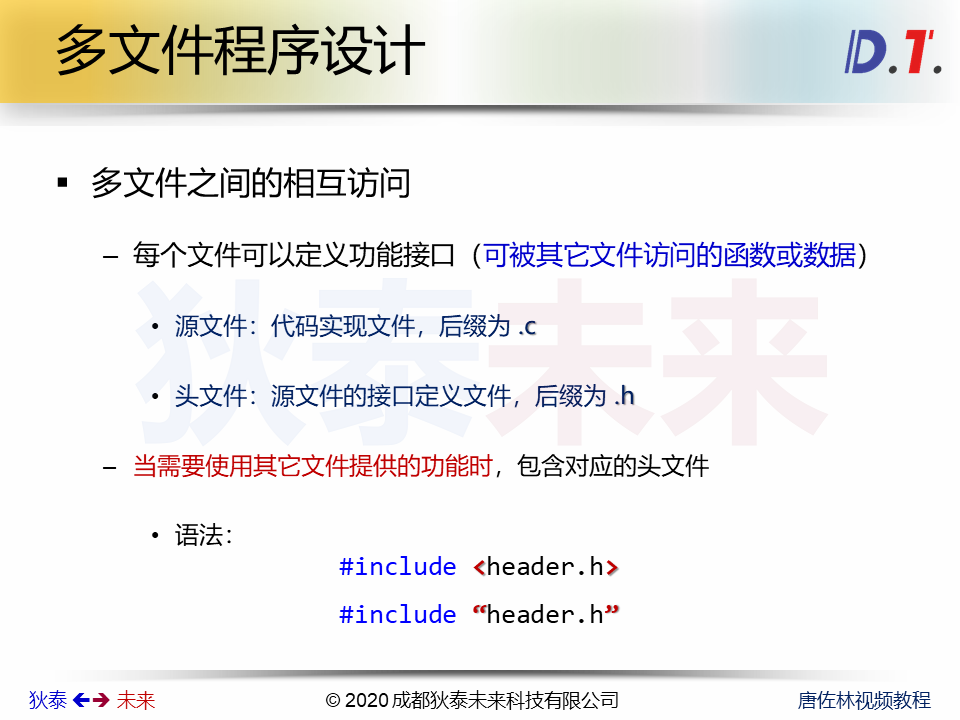 多文件程序设计
D.T.
▪ 多文件之间的相互访问
– 每个文件可以定义功能接口（可被其它文件访问的函数或数据）
• 源文件：代码实现文件，后缀为 .c
• 头文件：源文件的接口定义文件，后缀为 .h
– 当需要使用其它文件提供的功能时，包含对应的头文件
• 语法：
#include <header.h>
#include “header.h”
狄泰未来
狄泰 🡸🡺 未来
© 2020 成都狄泰未来科技有限公司
唐佐林视频教程